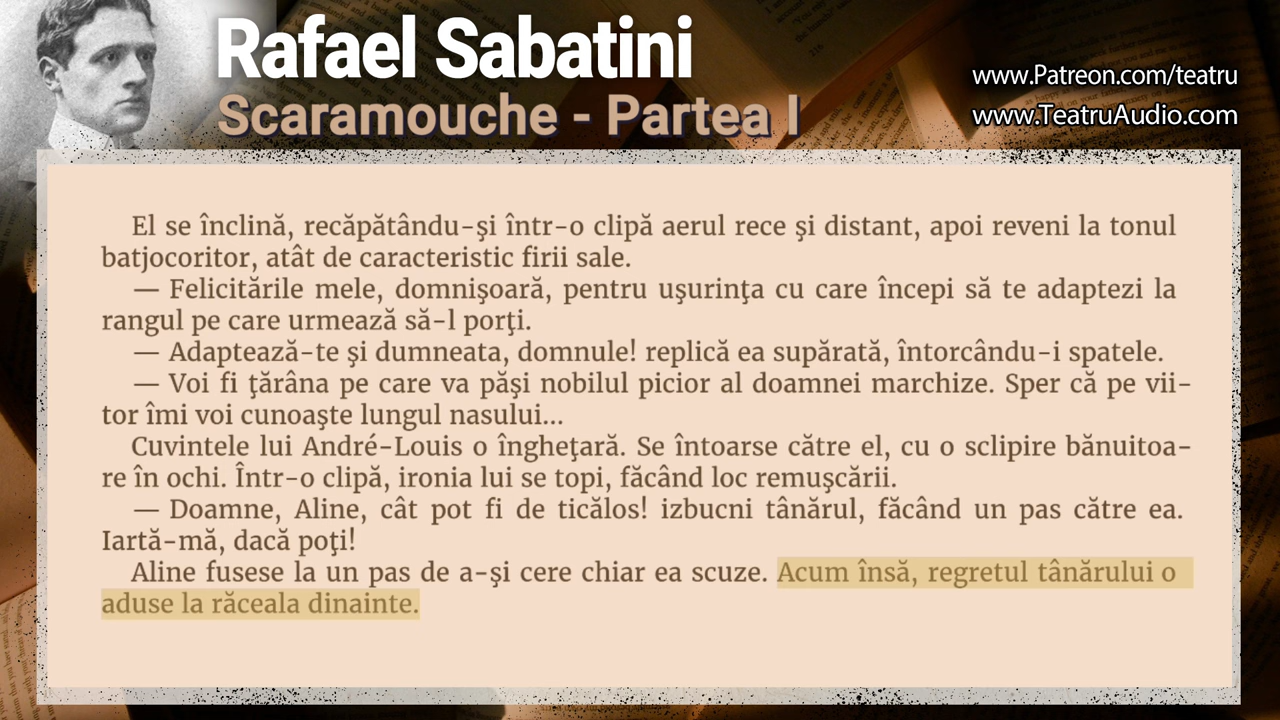 Rafael Sabatini
Scaramouche - Partea I
www.Patreon.com/teatru
www.TeatruAudio.com
El se înclină, recăpătându-şi într-o clipă aerul rece şi distant, apoi reveni la tonul
batjocoritor, atât de caracteristic firii sale.
— Felicitările mele, domnişoară, pentru uşurinţa cu care începi să te adaptezi la
rangul pe care urmează să-l porţi.
— Adaptează-te şi dumneata, domnule! replică ea supărată, întorcându-i spatele.
— Voi fi ţărâna pe care va păşi nobilul picior al doamnei marchize. Sper că pe vii-
tor îmi voi cunoaşte lungul nasului...
Cuvintele lui André-Louis o îngheţară. Se întoarse către el, cu o sclipire bănuitoa-
re în ochi. Într-o clipă, ironia lui se topi, făcând loc remuşcării.
— Doamne, Aline, cât pot fi de ticălos! izbucni tânărul, făcând un pas către ea.
Iartă-mă, dacă poţi!
Aline fusese la un pas de a-şi cere chiar ea scuze. Acum însă, regretul tânărului o
aduse la răceala dinainte.